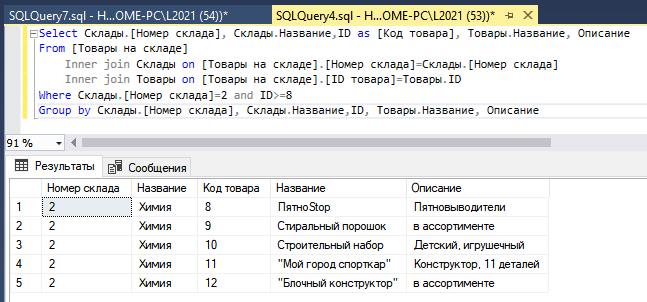 SQLQuery7.sql - H...OME-PC\L2021 (54))* SQLQuery4.sql - H...OME-PC\L2021 (53))*
Select Склады.[Номер склада], Склады.Название,ID as [Код товара], Товары.Название, Описание
From [Товары на складе]
Inner join Склады on [Товары на складе].[Номер склада]=Склады.[Номер склада]
Inner join Товары on [Товары на складе].[ID товара]=Товары.ID
Where Склады.[Номер склада]=2 and ID>=8
Group by Склады.[Номер склада], Склады.Название,ID, Товары.Название, Описание
91 %
Результаты Сообщения
Номер склада Название Код товара Название Описание
1 2 Химия 8 ПятноStop Пятновыводители
2 2 Химия 9 Стиральный порошок в ассортименте
3 2 Химия 10 Строительный набор Детский, игрушечный
4 2 Химия 11 "Мой город спорткар" Конструктор, 11 деталей
5 2 Химия 12 "Блочный конструктор" в ассортименте